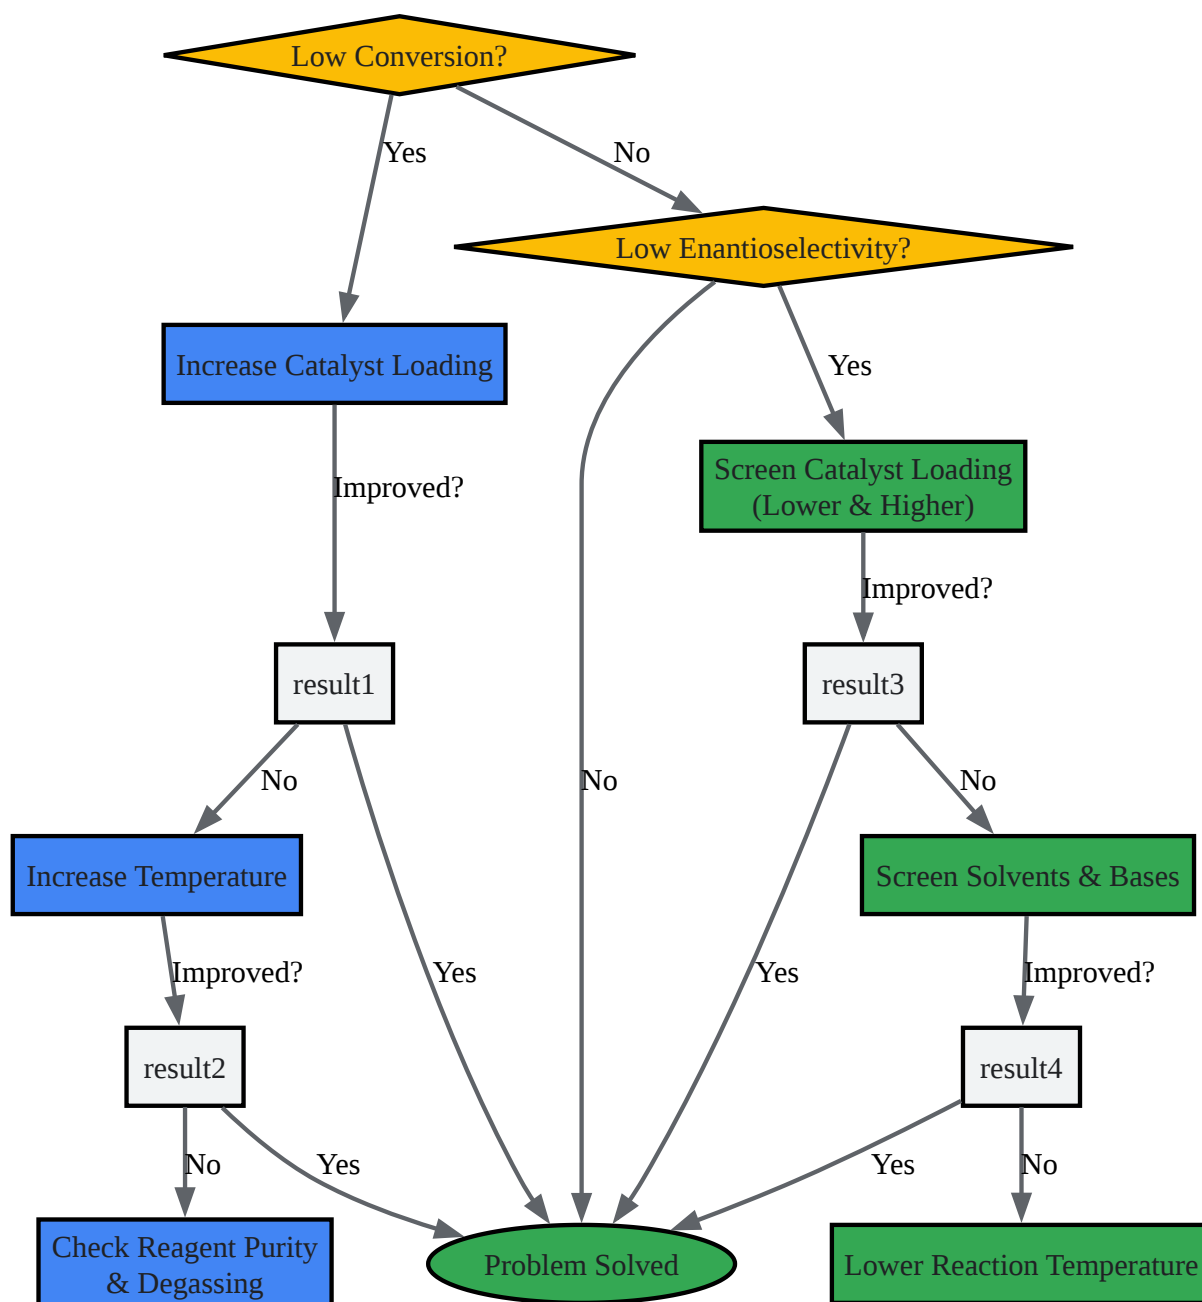 Low Conversion?
Yes
No
Low Enantioselectivity?
Increase Catalyst Loading
Yes
Screen Catalyst Loading
(Lower & Higher)
Improved?
Improved?
result1
result3
No
No
No
Increase Temperature
Screen Solvents & Bases
Improved?
Yes
Yes
Improved?
result2
result4
No
Yes
Yes
No
Check Reagent Purity
& Degassing
Problem Solved
Lower Reaction Temperature